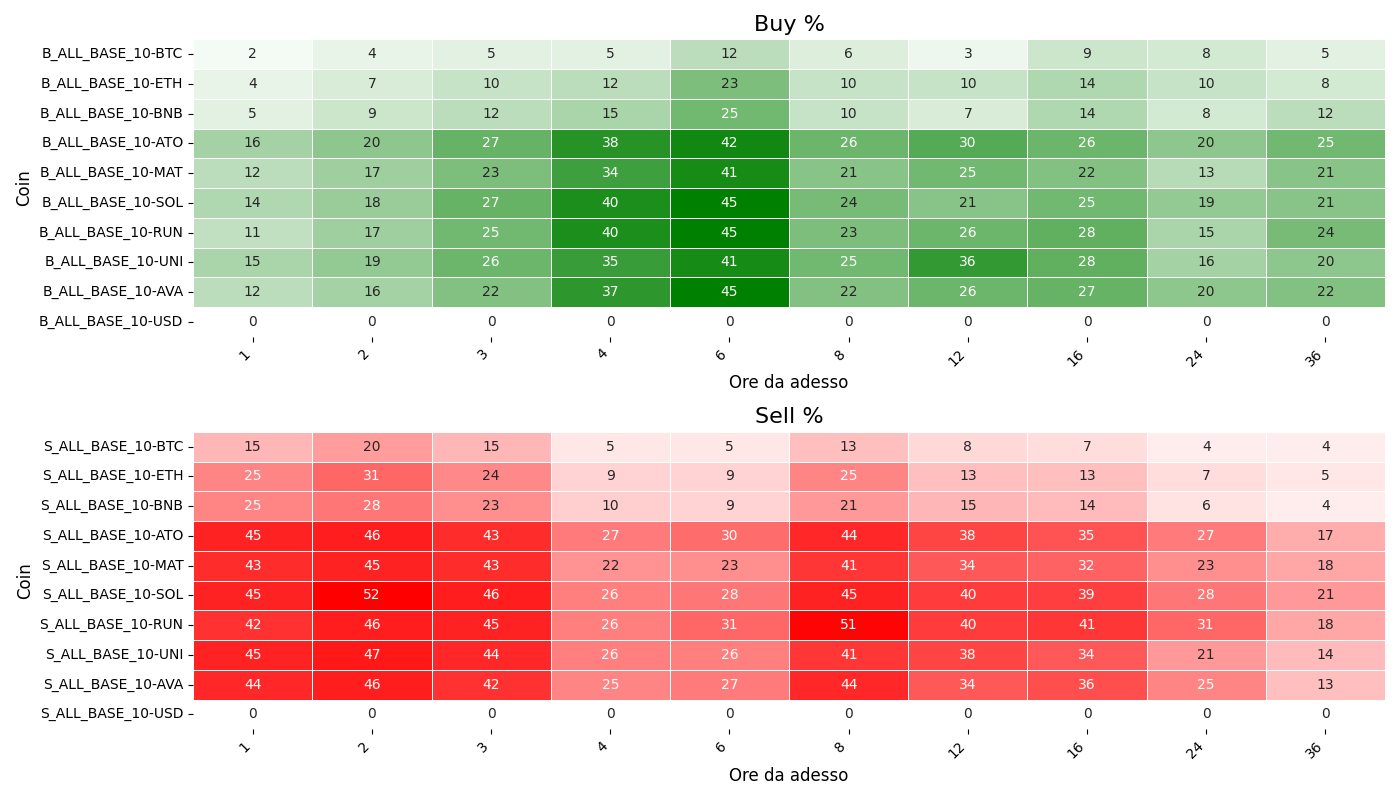 Buy %
Coin
B_ALL_BASE_10-BTC 2 4 5 5 12 6 3 9 8 5
B_ALL_BASE_10-ETH 4 7 10 12 23 10 10 14 10 8
B_ALL_BASE_10-BNB 5 9 12 15 25 10 7 14 8 12
B_ALL_BASE_10-ATO 16 20 27 38 42 26 30 26 20 25
B_ALL_BASE_10-MAT 12 17 23 34 41 21 25 22 13 21
B_ALL_BASE_10-SOL 14 18 27 40 45 24 21 25 19 21
B_ALL_BASE_10-RUN 11 17 25 40 45 23 26 28 15 24
B_ALL_BASE_10-UNI 15 19 26 35 41 25 36 28 16 20
B_ALL_BASE_10-AVA 12 16 22 37 45 22 26 27 20 22
B_ALL_BASE_10-USD 0 0 0 0 0 0 0 0 0 0
1 2 3 4 6 8 12 16 24 36
Ore da adesso
Sell %
Coin
S_ALL_BASE_10-BTC 15 20 15 5 5 13 8 7 4 4
S_ALL_BASE_10-ETH 25 31 24 9 9 25 13 13 7 5
S_ALL_BASE_10-BNB 25 28 23 10 9 21 15 14 6 4
S_ALL_BASE_10-ATO 45 46 43 27 30 44 38 35 27 17
S_ALL_BASE_10-MAT 43 45 43 22 23 41 34 32 23 18
S_ALL_BASE_10-SOL 45 52 46 26 28 45 40 39 28 21
S_ALL_BASE_10-RUN 42 46 45 26 31 51 40 41 31 18
S_ALL_BASE_10-UNI 45 47 44 26 26 41 38 34 21 14
S_ALL_BASE_10-AVA 44 46 42 25 27 44 34 36 25 13
S_ALL_BASE_10-USD 0 0 0 0 0 0 0 0 0 0
1 2 3 4 6 8 12 16 24 36
Ore da adesso